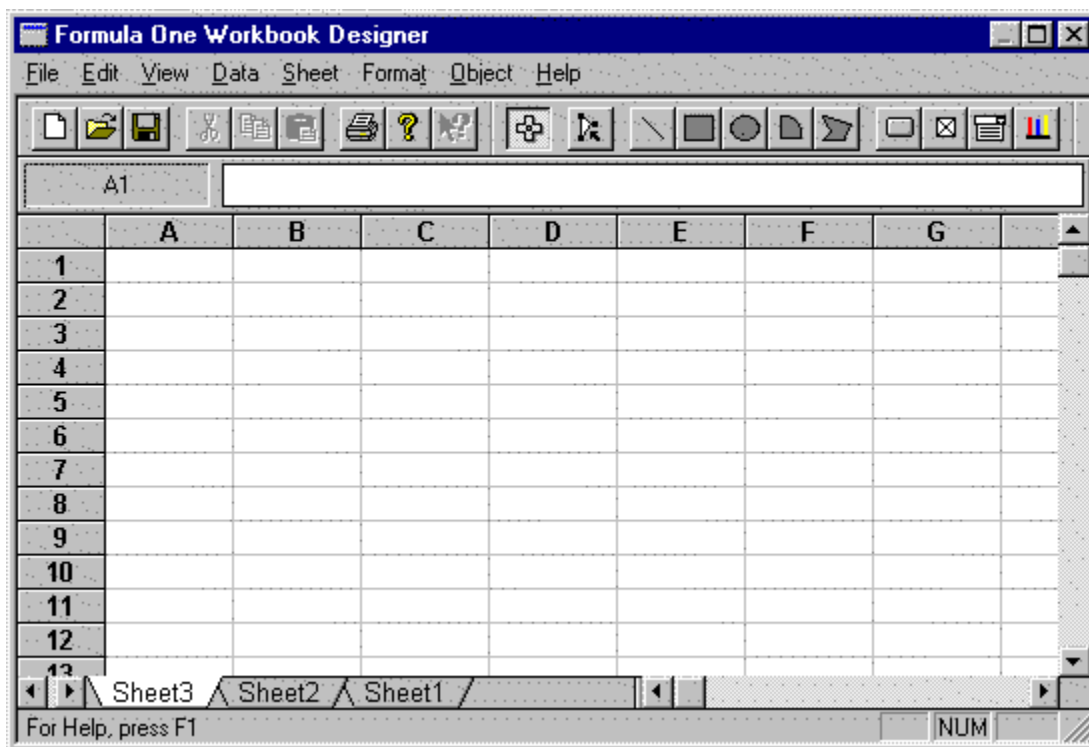 Formula One Workbook Designer
File Edit View Data Sheet Format Object Help
A1
A B C D E F G
1
2
3
4
5
6
7
8
9
10
11
12
13
Sheet3 Sheet2 Sheet1
For Help, press F1 NUM